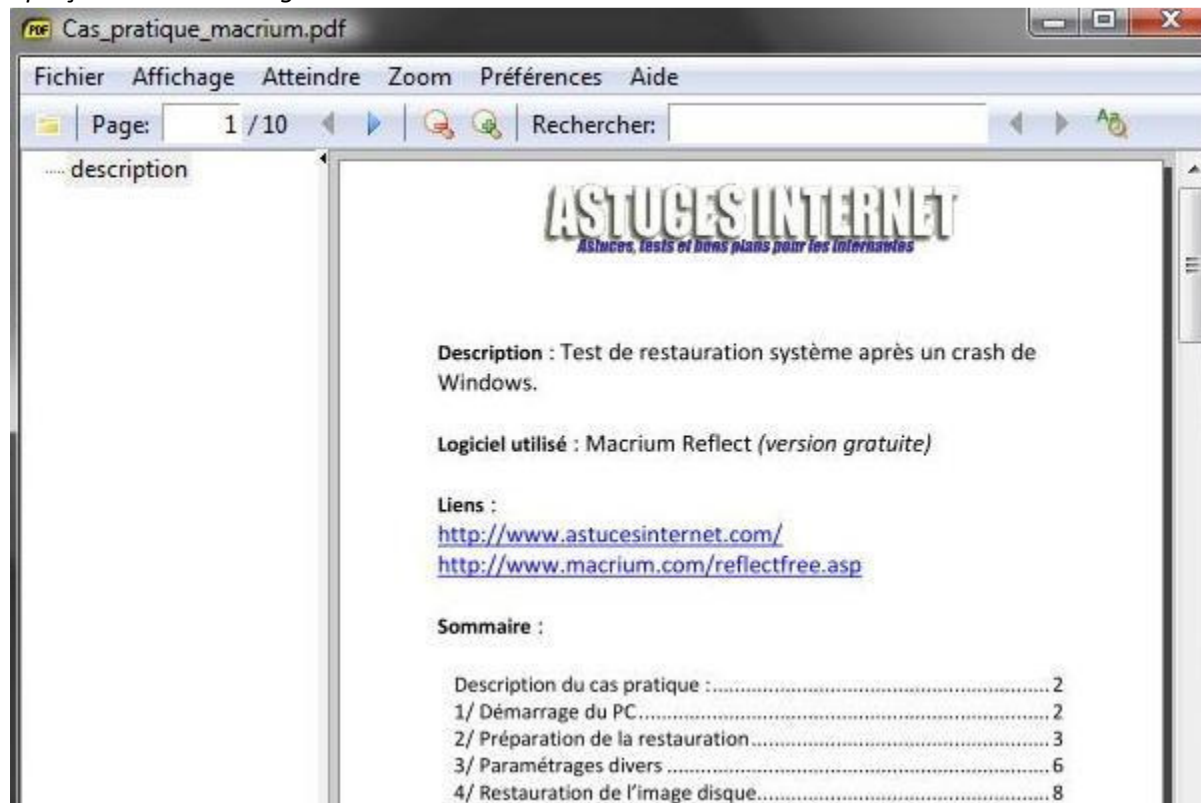 Cas_pratique_macrium.pdf
Fichier Affichage Atteindre Zoom Préférences Aide
Page: 1 / 10 Rechercher:
description
ASTUCES INTERNET
Astuces, tests et bons plans pour les internautes
Description : Test de restauration système après un crash de
Windows.
Logiciel utilisé : Macrium Reflect (version gratuite)
Liens :
http://www.astucesinternet.com/
http://www.macrium.com/reflectfree.asp
Sommaire :
Description du cas pratique :.......................................................2
1/ Démarrage du PC.......................................................2
2/ Préparation de la restauration.......................................................3
3/ Paramétrages divers.......................................................6
4/ Restauration de l'image disque.......................................................8